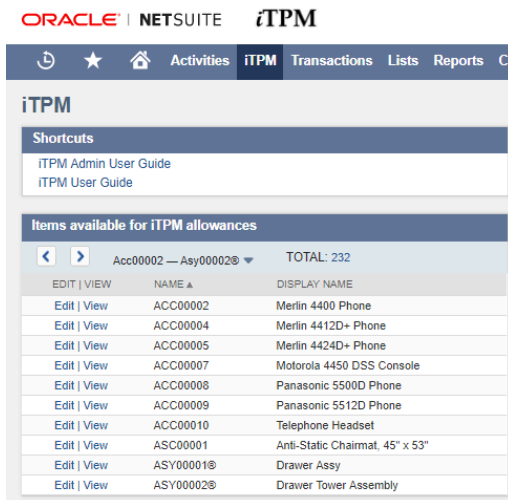 ORACLE® | NETSUITE iTPM
Activities iTPM Transactions Lists Reports C
iTPM
Shortcuts
iTPM Admin User Guide
iTPM User Guide
Items available for iTPM allowances
Acc00002 — Asy00002® TOTAL: 232
EDIT | VIEW NAME ▲ DISPLAY NAME
Edit | View ACC00002 Merlin 4400 Phone
Edit | View ACC00004 Merlin 4412D+ Phone
Edit | View ACC00005 Merlin 4424D+ Phone
Edit | View ACC00007 Motorola 4450 DSS Console
Edit | View ACC00008 Panasonic 5500D Phone
Edit | View ACC00009 Panasonic 5512D Phone
Edit | View ACC00010 Telephone Headset
Edit | View ASC00001 Anti-Static Chairmat, 45" x 53"
Edit | View ASY00001® Drawer Assy
Edit | View ASY00002® Drawer Tower Assembly